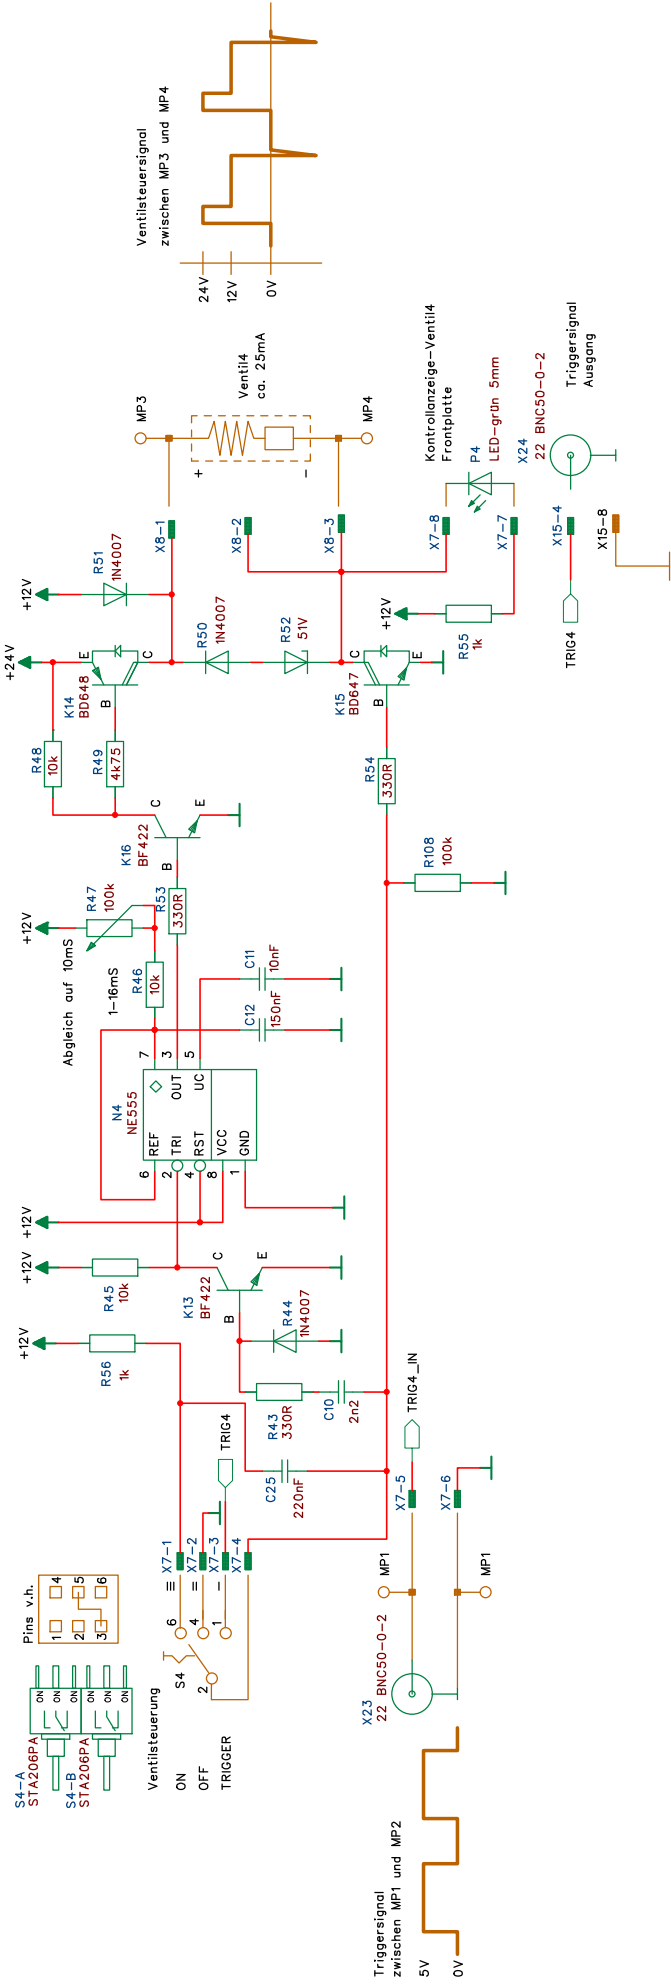 S4-A
STA206PA
S4-B
STA206PA
ON
ON
ON
ON
ON
ON
Pins v.h.
1
4
2
5
3
6
Ventilsteuerung
ON
OFF
TRIGGER
S4
2
6
4
1
X7-1
X7-2
X7-3
X7-4
TRIG4
+12V
R56
1k
+12V
R45
10k
+12V
K13
BF422
C
B
E
R44
1N4007
R43
330R
C10
2n2
C25
220nF
Triggersignal
zwischen MP1 und MP2
5V
0V
X23
22 BNC50-0-2
MP1
MP1
X7-5
X7-6
TRIG4_IN
N4
NE555
6
REF
2
TRI
4
RST
8
VCC
1
GND
7
3
OUT
5
UC
C12
150nF
C11
10nF
Abgleich auf 10mS
1-16mS
R46
10k
+12V
R47
100k
R53
330R
K16
BF422
C
B
E
R48
10k
R49
4k75
+24V
K14
BD648
E
B
C
+12V
R51
1N4007
R50
1N4007
R52
51V
K15
BD647
C
B
E
R54
330R
R108
100k
+12V
R55
1k
TRIG4
X8-1
X8-2
X8-3
X7-8
X7-7
X15-4
X15-8
MP3
MP4
+
-
Ventil4
ca. 25mA
Kontrollanzeige-Ventil4
Frontplatte
P4
LED-grün 5mm
X24
22 BNC50-0-2
Triggersignal
Ausgang
Ventilsteuersignal
zwischen MP3 und MP4
24V
12V
0V